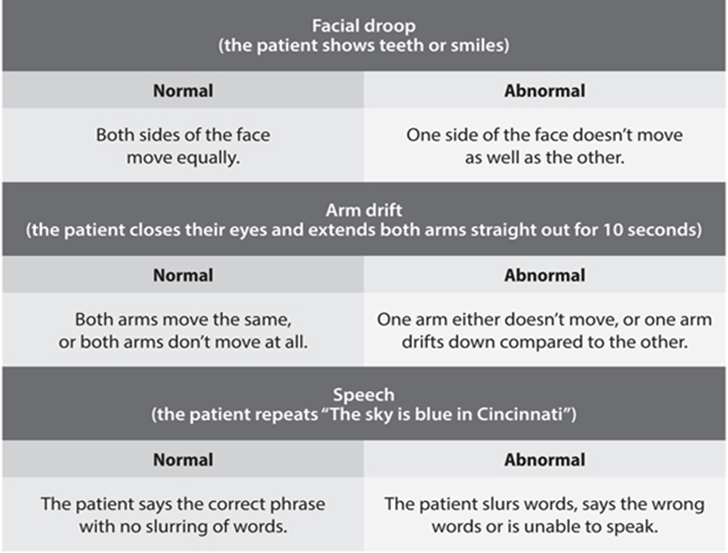 Facial droop
(the patient shows teeth or smiles)
Normal
Abnormal
Both sides of the face
move equally.
One side of the face doesn’t move
as well as the other.
Arm drift
(the patient closes their eyes and extends both arms straight out for 10 seconds)
Normal
Abnormal
Both arms move the same,
or both arms don’t move at all.
One arm either doesn’t move, or one arm
drifts down compared to the other.
Speech
(the patient repeats “The sky is blue in Cincinnati”)
Normal
Abnormal
The patient says the correct phrase
with no slurring of words.
The patient slurs words, says the wrong
words or is unable to speak.